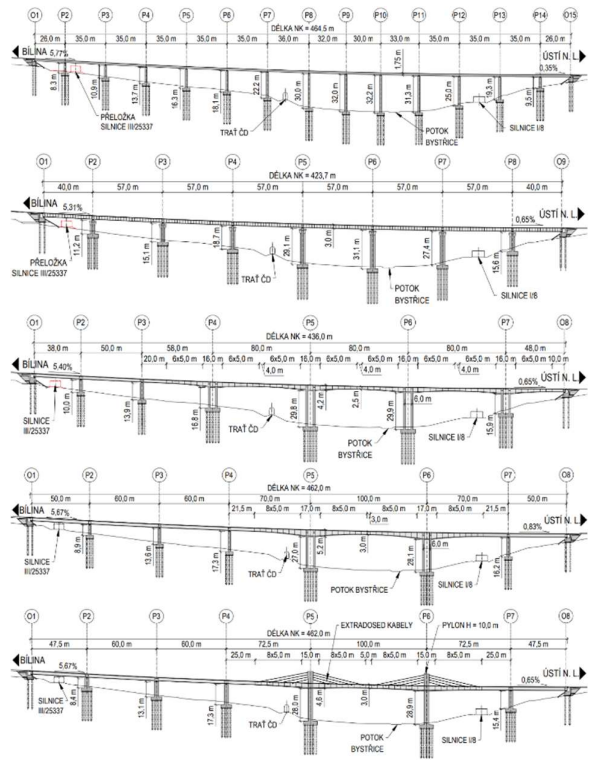 O1 P2 P3 P4 P5 P6 P7 P8 P9 P10 P11 P12 P13 P14 O15
DÉLKA NK = 464,5 m
26,0 m 35,0 m 35,0 m 35,0 m 35,0 m 35,0 m 36,0 m 32,0 m 30,0 m 33,0 m 35,0 m 35,0 m 35,0 m 26,0 m
BÍLINA
5,77%
1,75 m
ÚSTÍ N. L.
0,35%
8,3 m 10,9 m 13,7 m 16,3 m 18,1 m 22,2 m 30,0 m 32,0 m 32,2 m 31,3 m 25,0 m 19,3 m 9,5 m
PŘELOŽKA
SILNICE III/25337
TRAŤ ČD
POTOK
BYSTŘICE
SILNICE I/8
O1 P2 P3 P4 P5 P6 P7 P8 O9
DÉLKA NK = 423,7 m
40,0 m 57,0 m 57,0 m 57,0 m 57,0 m 57,0 m 57,0 m 40,0 m
BÍLINA
5,31%
0,65%
ÚSTÍ N. L.
11,2 m 15,1 m 18,7 m 29,1 m 3,0 m 31,1 m 27,4 m 15,6 m
PŘELOŽKA
SILNICE III/25337
TRAŤ ČD
POTOK
BYSTŘICE
SILNICE I/8
O1 P2 P3 P4 P5 P6 P7 O8
DÉLKA NK = 436,0 m
38,0 m 50,0 m 58,0 m 80,0 m 80,0 m 80,0 m 48,0 m
20,0 m 6x5,0 m 16,0 m 6x5,0 m 6x5,0 m 16,0 m 6x5,0 m 6x5,0 m 16,0 m 6x5,0 m 6x5,0 m 16,0 m 6x5,0 m 10,0 m
4,0 m 4,0 m 4,0 m
BÍLINA
5.40%
0,65%
ÚSTÍ N. L.
10,0 m 13,9 m 16,8 m 29,8 m 4,2 m 2,5 m 29,9 m 6,0 m 15,9 m
SILNICE
III/25337
TRAŤ ČD
POTOK
BYSTŘICE
SILNICE I/8
O1 P2 P3 P4 P5 P6 P7 O8
DÉLKA NK = 462,0 m
50,0 m 60,0 m 60,0 m 70,0 m 100,0 m 70,0 m 50,0 m
21,5 m 8x5,0 m 17,0 m 8x5,0 m 8x5,0 m 17,0 m 8x5,0 m 21,5 m
3,0 m
BÍLINA
5,67%
0,83%
ÚSTÍ N. L.
8,9 m 13,6 m 17,3 m 27,0 m 5,2 m 3,0 m 28,1 m 6,0 m 16,2 m
SILNICE
III/25337
TRAŤ ČD
POTOK BYSTŘICE
SILNICE I/8
O1 P2 P3 P4 P5 P6 P7 O8
EXTRADOSED KABELY
PYLON H = 10,0 m
DÉLKA NK = 462,0 m
47,5 m 60,0 m 60,0 m 72,5 m 100,0 m 72,5 m 47,5 m
25,0 m 8x5,0 m 15,0 m 8x5,0 m 5,0 m 8x5,0 m 15,0 m 8x5,0 m 25,0 m
BÍLINA
5,67%
0,65%
ÚSTÍ N. L.
8,4 m 13,1 m 17,3 m 26,0 m 4,6 m 3,0 m 28,9 m 15,4 m
SILNICE
III/25337
TRAŤ ČD
POTOK
BYSTŘICE
SILNICE I/8